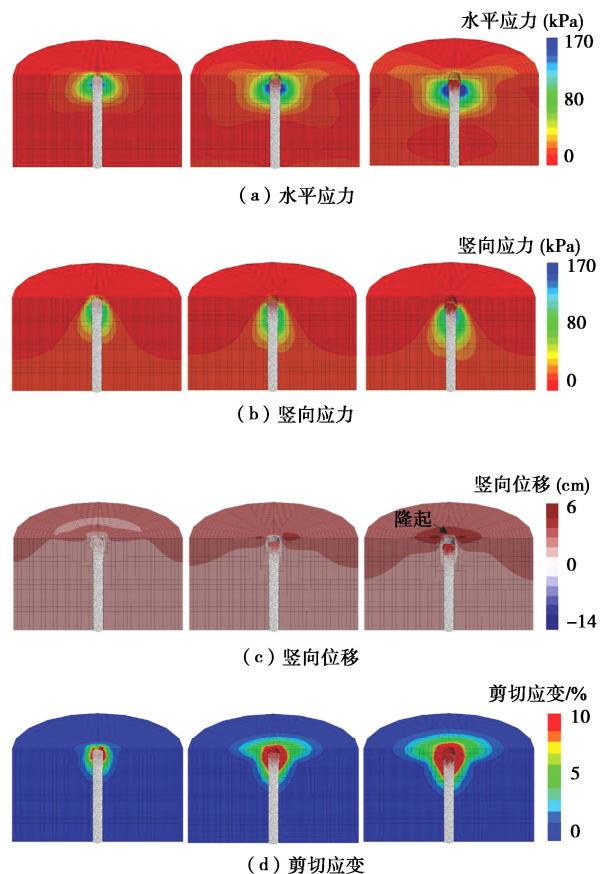 水平应力 (kPa)
170
80
0
（a）水平应力
竖向应力 (kPa)
170
80
0
（b）竖向应力
竖向位移 (cm)
6
隆起
0
-14
（c）竖向位移
剪切应变/%
10
5
0
（d）剪切应变